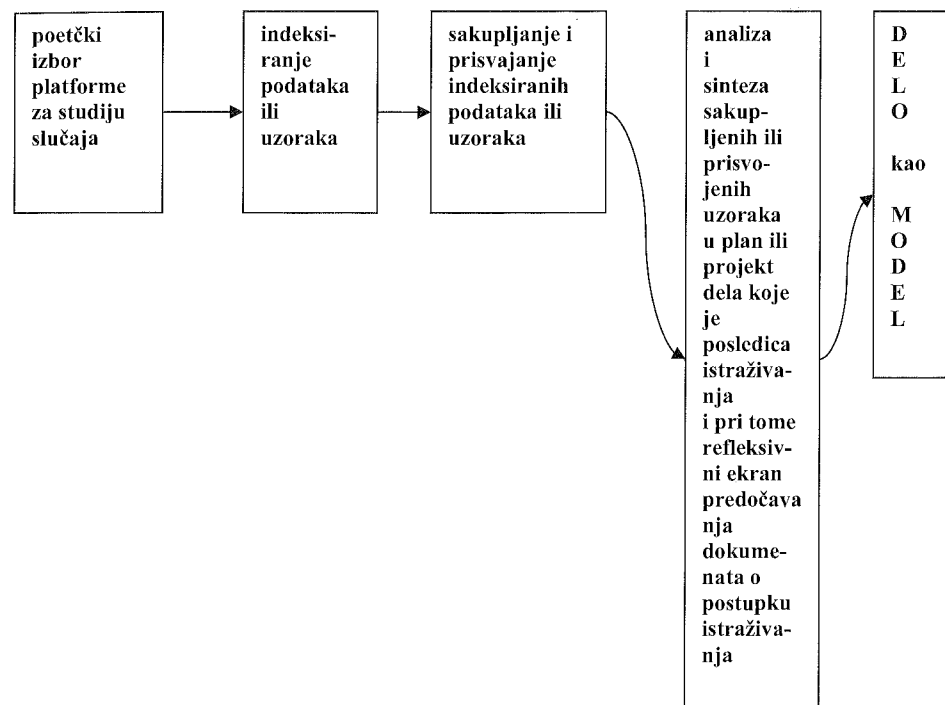 poetčki
izbor
platforme
za studiju
slučaja
indeksi-
ranje
podataka
ili
uzoraka
sakupljanje i
prisvajanje
indeksiranih
podataka ili
uzoraka
analiza
i
sinteza
sakup-
ljenih ili
prisvo-
jenih
uzoraka
u plan ili
projekt
dela koje
je
posledica
istraživa-
nja
i pri tome
refleksiv-
ni ekran
predočava
nja
dokume-
nata o
postupku
istraživa-
nja
D
E
L
O
kao
M
O
D
E
L